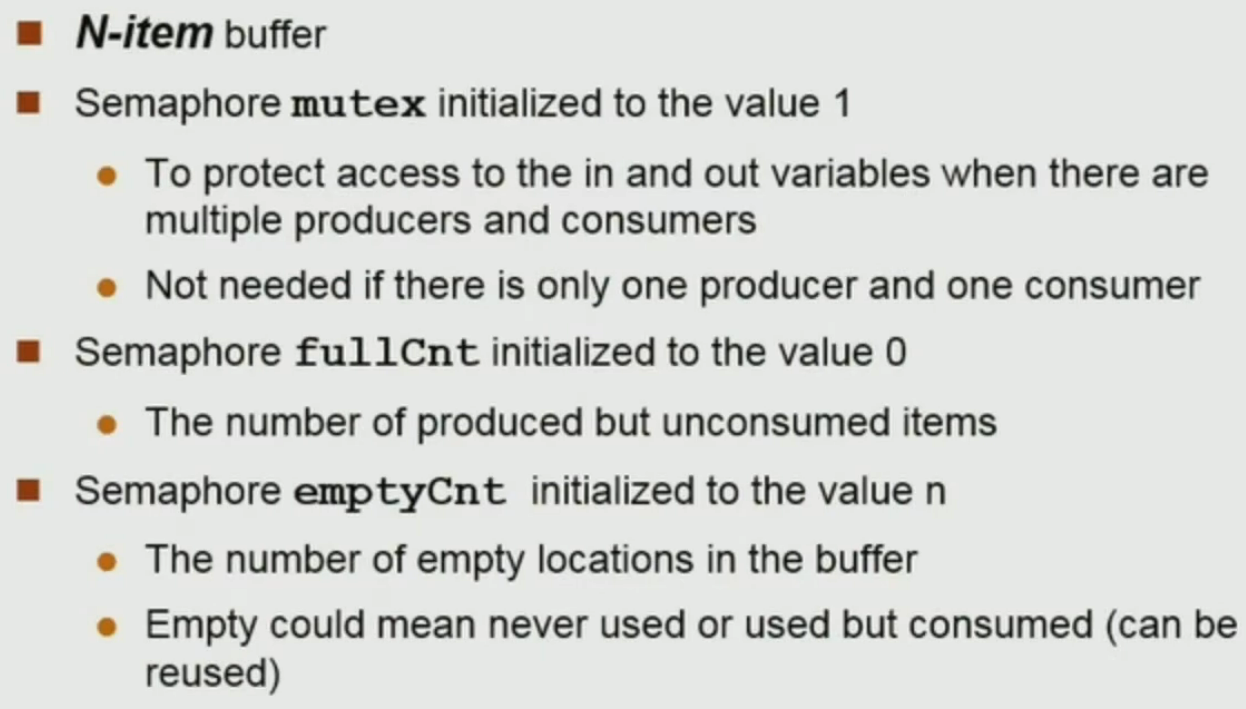 N-item buffer
Semaphore mutex initialized to the value 1
To protect access to the in and out variables when there are
multiple producers and consumers
Not needed if there is only one producer and one consumer
Semaphore fullCnt initialized to the value 0
The number of produced but unconsumed items
Semaphore emptyCnt initialized to the value n
The number of empty locations in the buffer
Empty could mean never used or used but consumed (can be
reused)